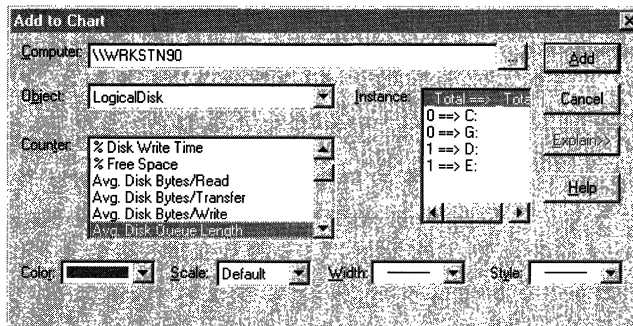 Add to Chart
Computer: \\WRKSTN90 ... Add
Object: LogicalDisk Instance: Total ==> Tota Cancel
0 ==> C:
0 ==> G:
1 ==> D:
1 ==> E:
Explain>>
Help
Counter: % Disk Write Time
% Free Space
Avg. Disk Bytes/Read
Avg. Disk Bytes/Transfer
Avg. Disk Bytes/Write
Avg. Disk Queue Length
Color: Scale: Default Width: Style: